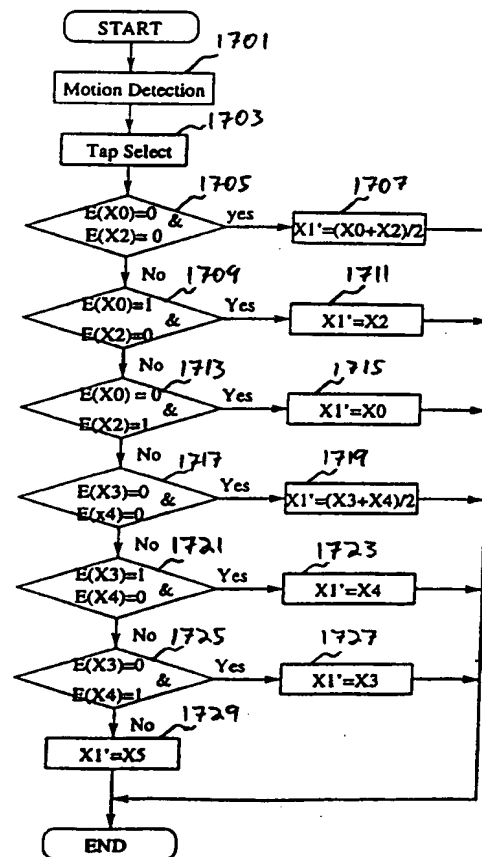 START
1701
Motion Detection
1703
Tap Select
1705
E(X0)=0 &
E(X2)= 0
yes
1707
X1'=(X0+X2)/2
No
1709
E(X0)=1
& 
E(X2)=0
Yes
1711
X1'=X2
No
1713
E(X0) = 0
&
E(X2)=1
Yes
1715
X1'=X0
No
1717
E(X3)=0
&
E(x4)=0
Yes
1719
X1'=(X3+X4)/2
No
1721
E(X3)=1
&
E(X4)=0
Yes
1723
X1'=X4
No
1725
E(X3)=0
&
E(X4)=1
Yes
1727
X1'=X3
No
1729
X1'=X5
END